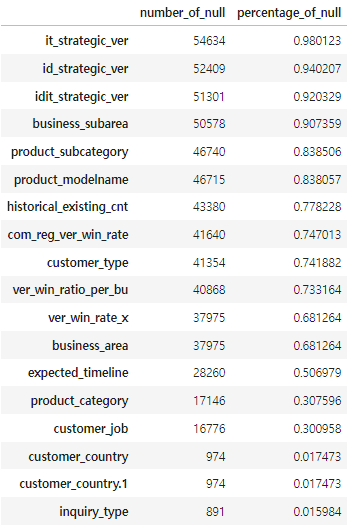 number_of_null percentage_of_null
it_strategic_ver 54634 0.980123
id_strategic_ver 52409 0.940207
idit_strategic_ver 51301 0.920329
business_subarea 50578 0.907359
product_subcategory 46740 0.838506
product_modelname 46715 0.838057
historical_existing_cnt 43380 0.778228
com_reg_ver_win_rate 41640 0.747013
customer_type 41354 0.741882
ver_win_ratio_per_bu 40868 0.733164
ver_win_rate_x 37975 0.681264
business_area 37975 0.681264
expected_timeline 28260 0.506979
product_category 17146 0.307596
customer_job 16776 0.300958
customer_country 974 0.017473
customer_country.1 974 0.017473
inquiry_type 891 0.015984